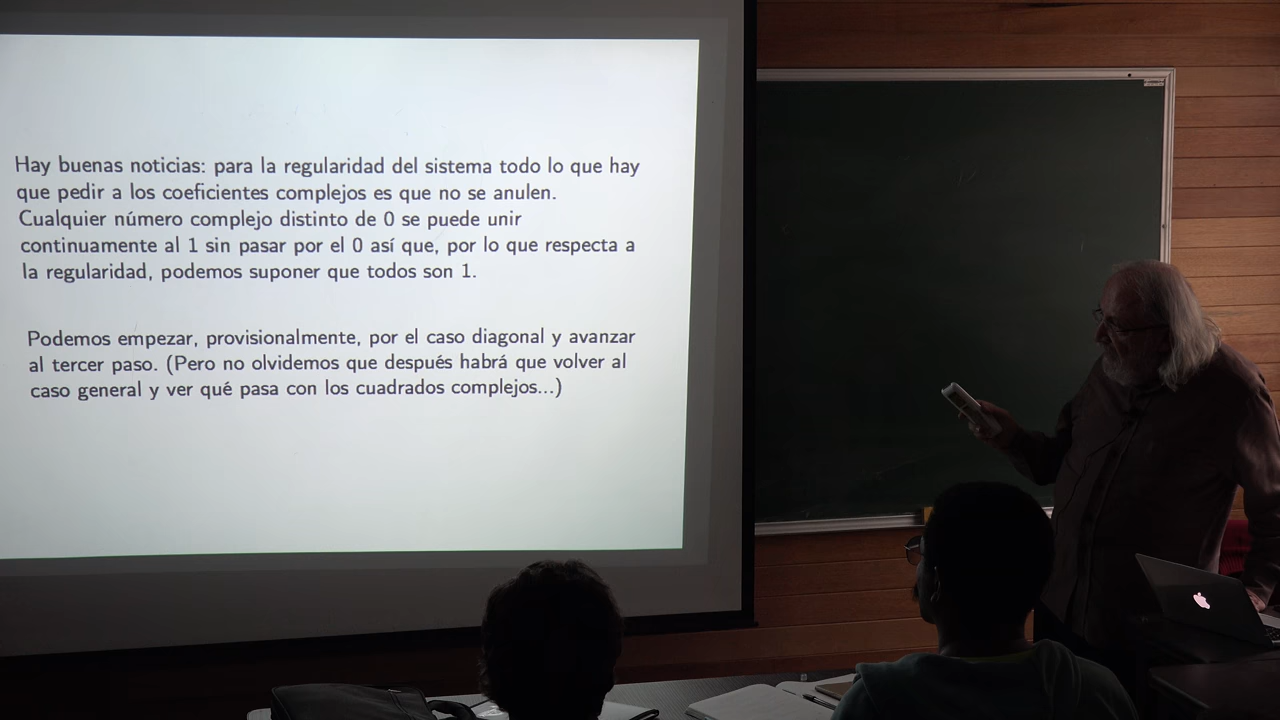 Hay buenas noticias: para la regularidad del sistema todo lo que hay
que pedir a los coeficientes complejos es que no se anulen.
Cualquier número complejo distinto de 0 se puede unir
continuamente al 1 sin pasar por el 0 así que, por lo que respecta a
la regularidad, podemos suponer que todos son 1.
Podemos empezar, provisionalmente, por el caso diagonal y avanzar
al tercer paso. (Pero no olvidemos que después habrá que volver al
caso general y ver qué pasa con los cuadrados complejos...)